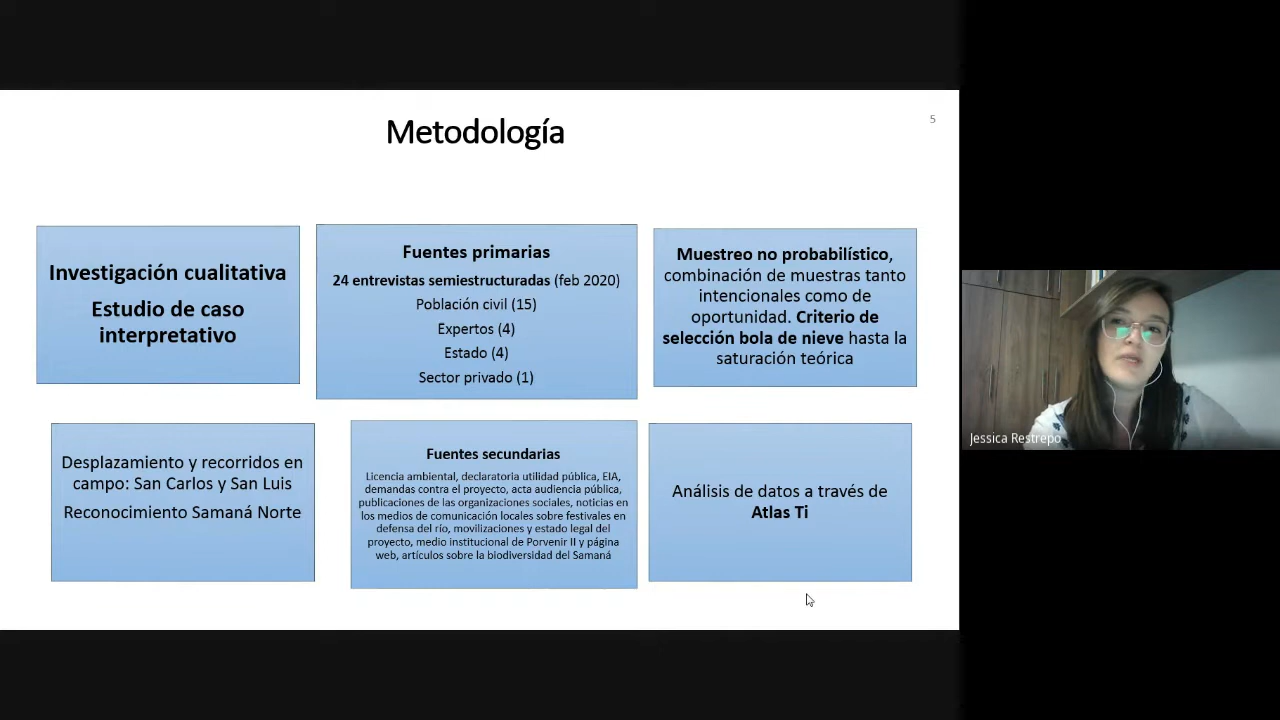 Metodología
5
Investigación cualitativa
Estudio de caso
interpretativo
Fuentes primarias
24 entrevistas semiestructuradas (feb 2020)
Población civil (15)
Expertos (4)
Estado (4)
Sector privado (1)
Muestreo no probabilístico,
combinación de muestras tanto
intencionales como de
oportunidad. Criterio de
selección bola de nieve hasta la
saturación teórica
Desplazamiento y recorridos en
campo: San Carlos y San Luis
Reconocimiento Samaná Norte
Fuentes secundarias
Licencia ambiental, declaratoria utilidad pública, EIA,
demandas contra el proyecto, acta audiencia pública,
publicaciones de las organizaciones sociales, noticias en
los medios de comunicación locales sobre festivales en
defensa del río, movilizaciones y estado legal del
proyecto, medio institucional de Porvenir II y página
web, artículos sobre la biodiversidad del Samaná
Análisis de datos a través de
Atlas Ti
Jessica Restrepo